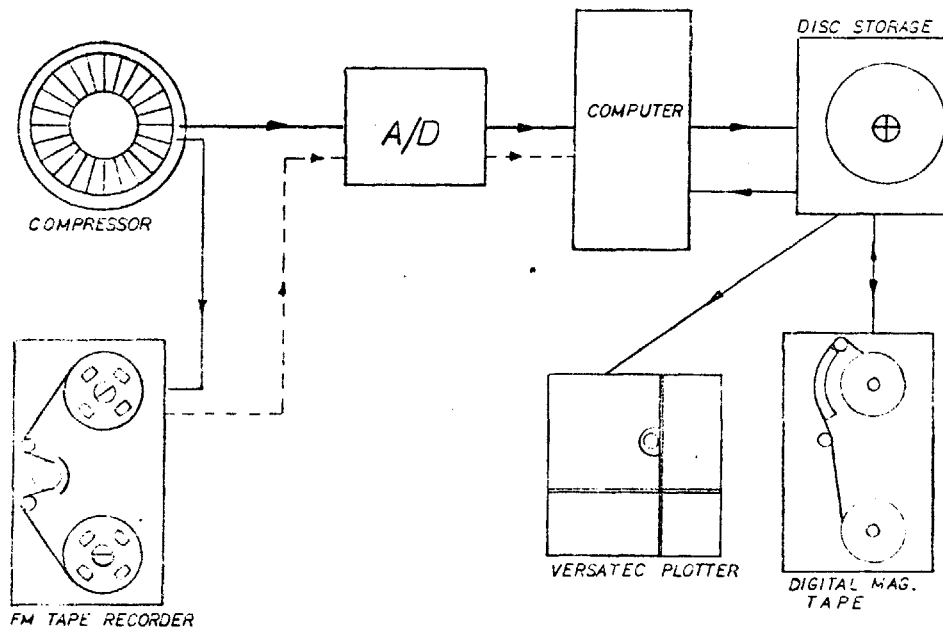 DISC STORAGE
COMPUTER
A/D
COMPRESSOR
VERSATEC PLOTTER
DIGITAL MAG.
TAPE
FM TAPE RECORDER